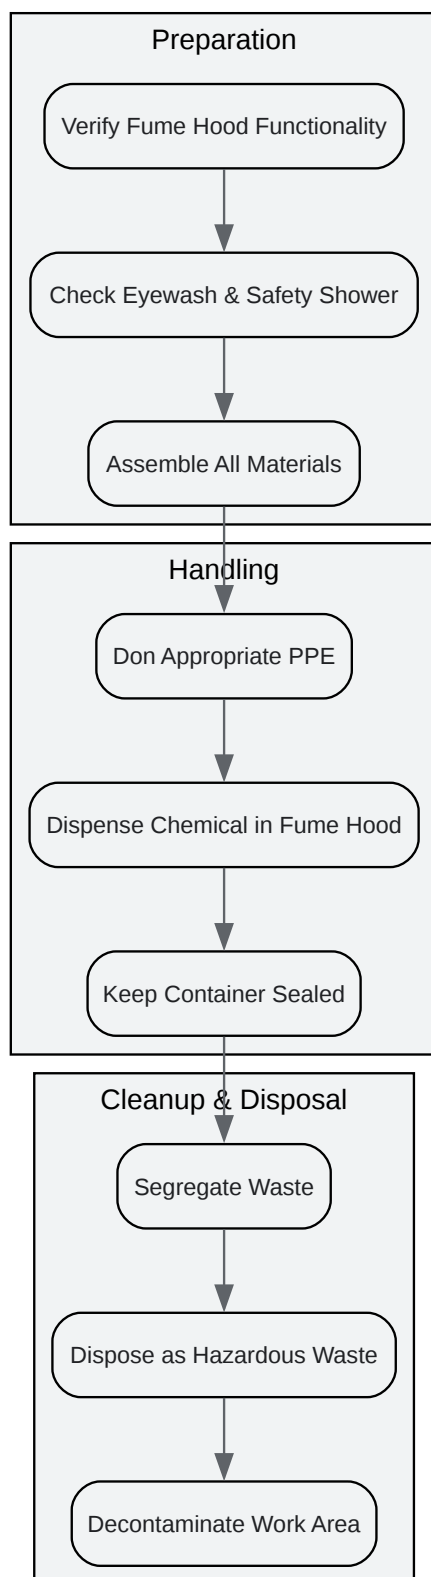 Preparation
Verify Fume Hood Functionality
Check Eyewash & Safety Shower
Assemble All Materials
Handling
Don Appropriate PPE
Dispense Chemical in Fume Hood
Keep Container Sealed
Cleanup & Disposal
Segregate Waste
Dispose as Hazardous Waste
Decontaminate Work Area